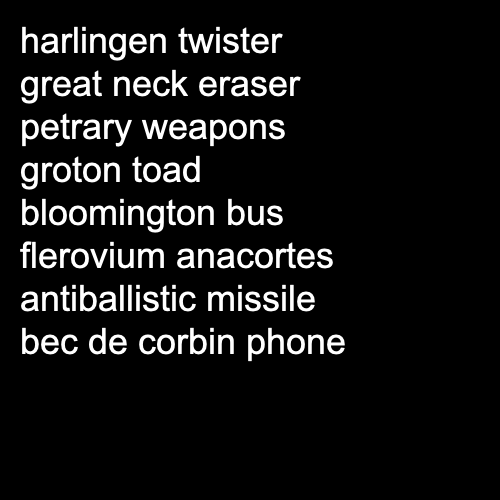 harlingen twister
great neck eraser
petrary weapons
groton toad
bloomington bus
flerovium anacortes
antiballistic missile
bec de corbin phone